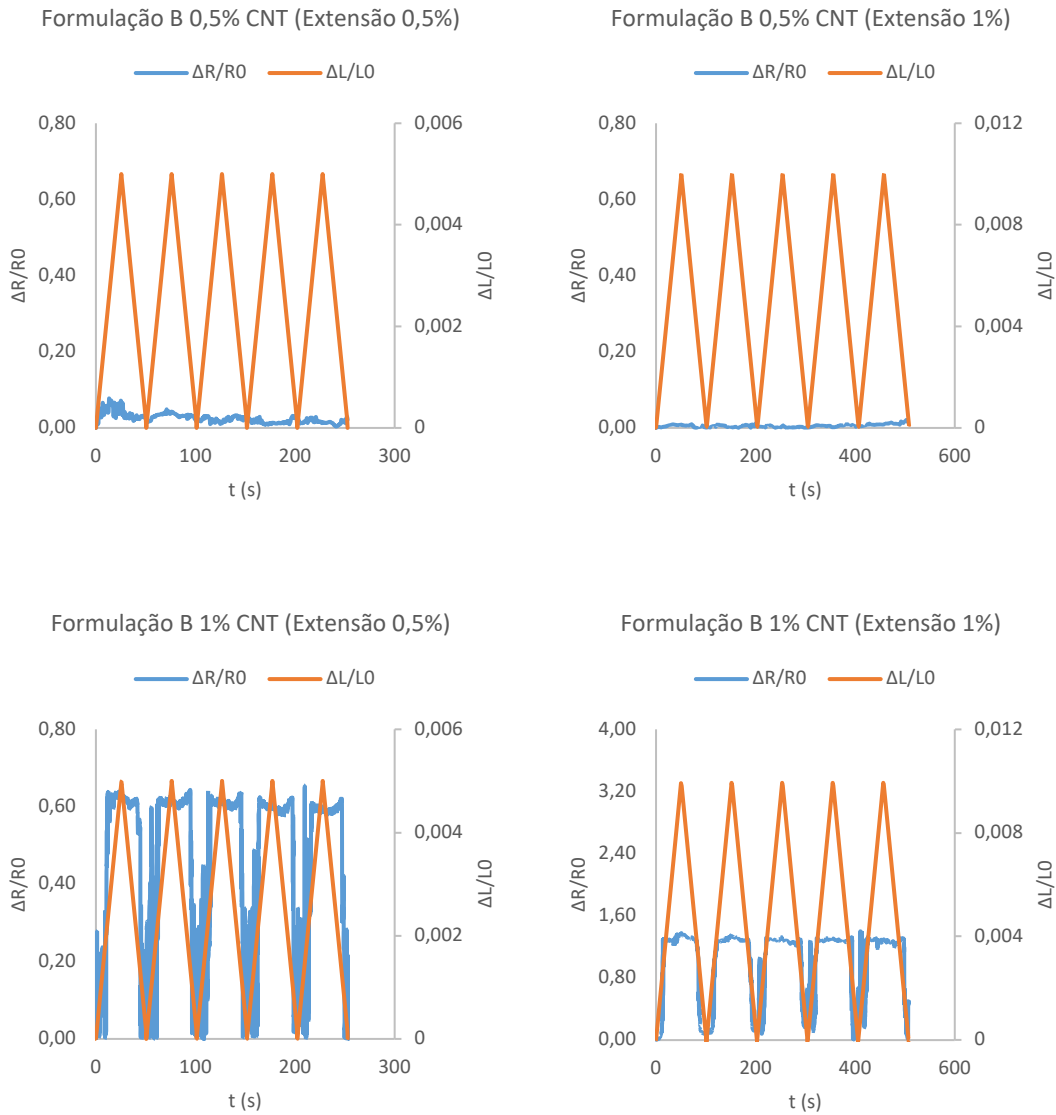 Formulação B 0,5% CNT (Extensão 0,5%)
ΔR/R0 ΔL/L0
0,80
0,60
0,40
0,20
0,00
ΔR/R0
0,006
0,004
0,002
0
ΔL/L0
0 100 200 300
t (s)
Formulação B 0,5% CNT (Extensão 1%)
ΔR/R0 ΔL/L0
0,80
0,60
0,40
0,20
0,00
ΔR/R0
0,012
0,008
0,004
0
ΔL/L0
0 200 400 600
t (s)
Formulação B 1% CNT (Extensão 0,5%)
ΔR/R0 ΔL/L0
0,80
0,60
0,40
0,20
0,00
ΔR/R0
0,006
0,004
0,002
0
ΔL/L0
0 100 200 300
t (s)
Formulação B 1% CNT (Extensão 1%)
ΔR/R0 ΔL/L0
4,00
3,20
2,40
1,60
0,80
0,00
ΔR/R0
0,012
0,008
0,004
0
ΔL/L0
0 200 400 600
t (s)